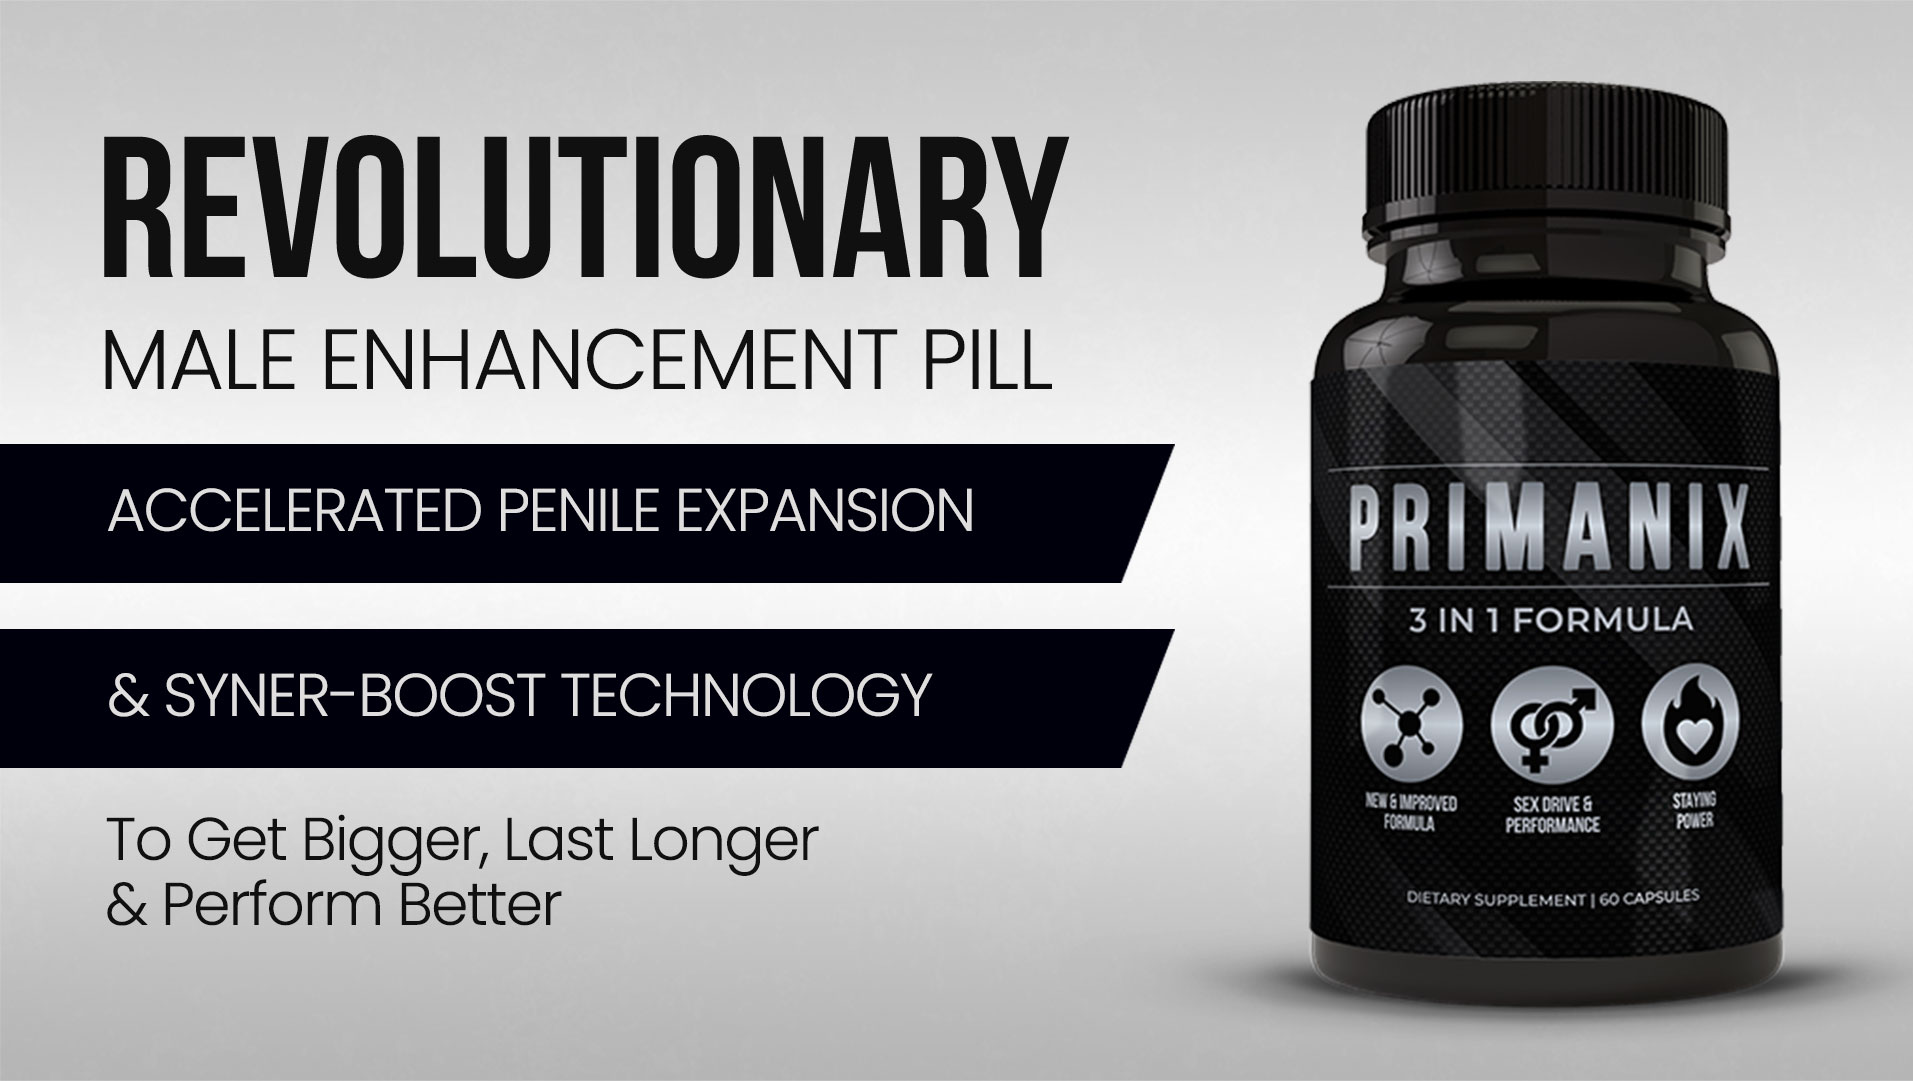 REVOLUTIONARY
MALE ENHANCEMENT PILL
ACCELERATED PENILE EXPANSION
& SYNER-BOOST TECHNOLOGY
To Get Bigger, Last Longer
& Perform Better
PRIMANIX
3 IN 1 FORMULA
NEW & IMPROVED
FORMULA
SEX DRIVE &
PERFORMANCE
STAYING
POWER
DIETARY SUPPLEMENT | 60 CAPSULES